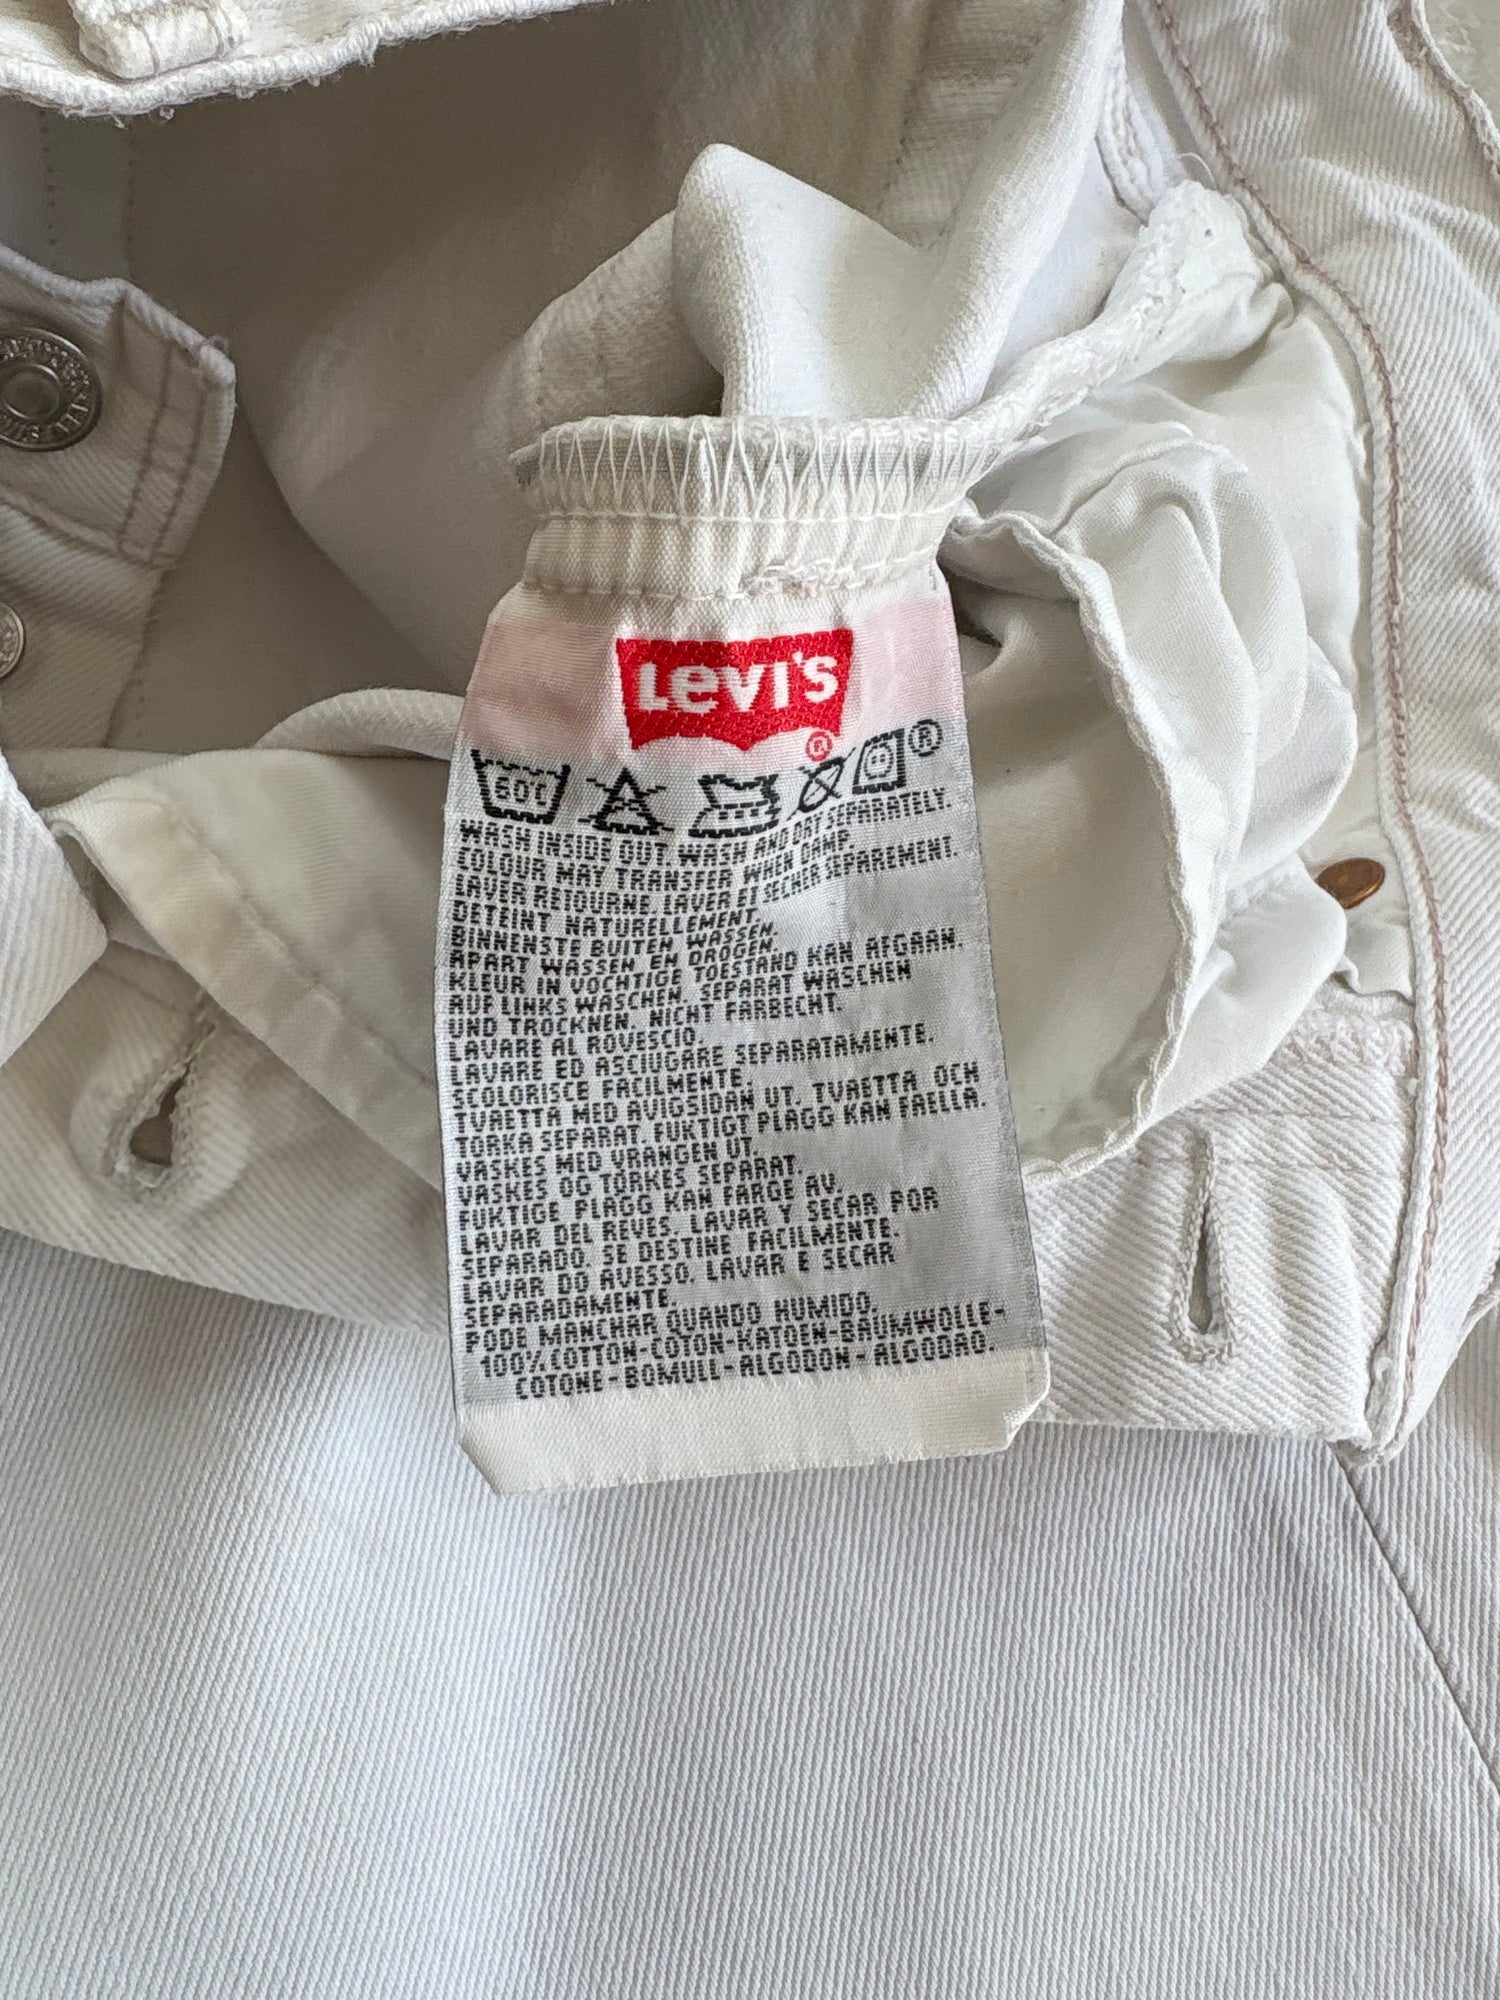 Levi's
®
60°C
®
WASH INSIDE OUT. WASH AND DRY SEPARATELY.
COLOUR MAY TRANSFER WHEN DAMP.
LAVER RETOURNE. LAVER ET SECHER SEPAREMENT.
DETEINT NATURELLEMENT.
BINNENSTE BUITEN WASSEN.
APART WASSEN EN DROGEN.
KLEUR IN VOCHTIGE TOESTAND KAN AFGAAN.
AUF LINKS WASCHEN. SEPARAT WASCHEN
UND TROCKNEN. NICHT FARBECHT.
LAVARE AL ROVESCIO.
LAVARE ED ASCIUGARE SEPARATAMENTE.
SCOLORISCE FACILMENTE.
TVAETTA MED AVIGSIDAN UT. TVAETTA OCH
TORKA SEPARAT. FUKTIGT PLAGG KAN FAELLA.
VASKES MED VRANGEN UT.
VASKES OG TORKES SEPARAT.
FUKTIGE PLAGG KAN FARGE AV.
LAVAR DEL REVES. LAVAR Y SECAR POR
SEPARADO. SE DESTINE FACILMENTE.
LAVAR DO AVESSO. LAVAR E SECAR
SEPARADAMENTE.
PODE MANCHAR QUANDO HUMIDO.
100% COTTON-COTON-KATOEN-BAUMWOLLE-
COTONE-BOMULL-ALGODON-ALGODAO.